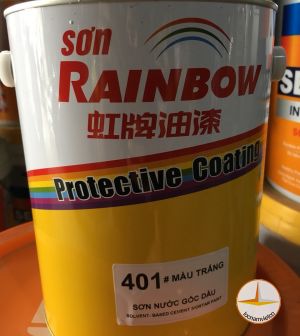 sơn
RAINBOW
虹牌油漆
Protective Coating
401# MÀU TRẮNG
SƠN NƯỚC GỐC DẦU
SOLVENT- BASED CEMENT MORTAR PAINT